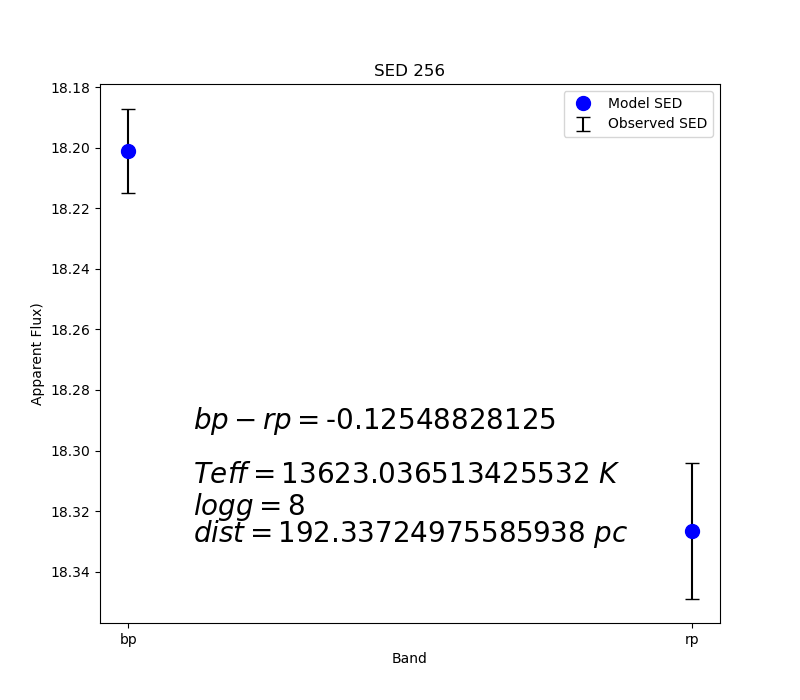 SED 256
18.18
18.20
18.22
18.24
18.26
18.28
18.30
18.32
18.34
Apparent Flux)
Model SED
Observed SED
bp − rp = -0.12548828125
Teff = 13623.036513425532 K
logg = 8
dist = 192.33724975585938 pc
bp
rp
Band